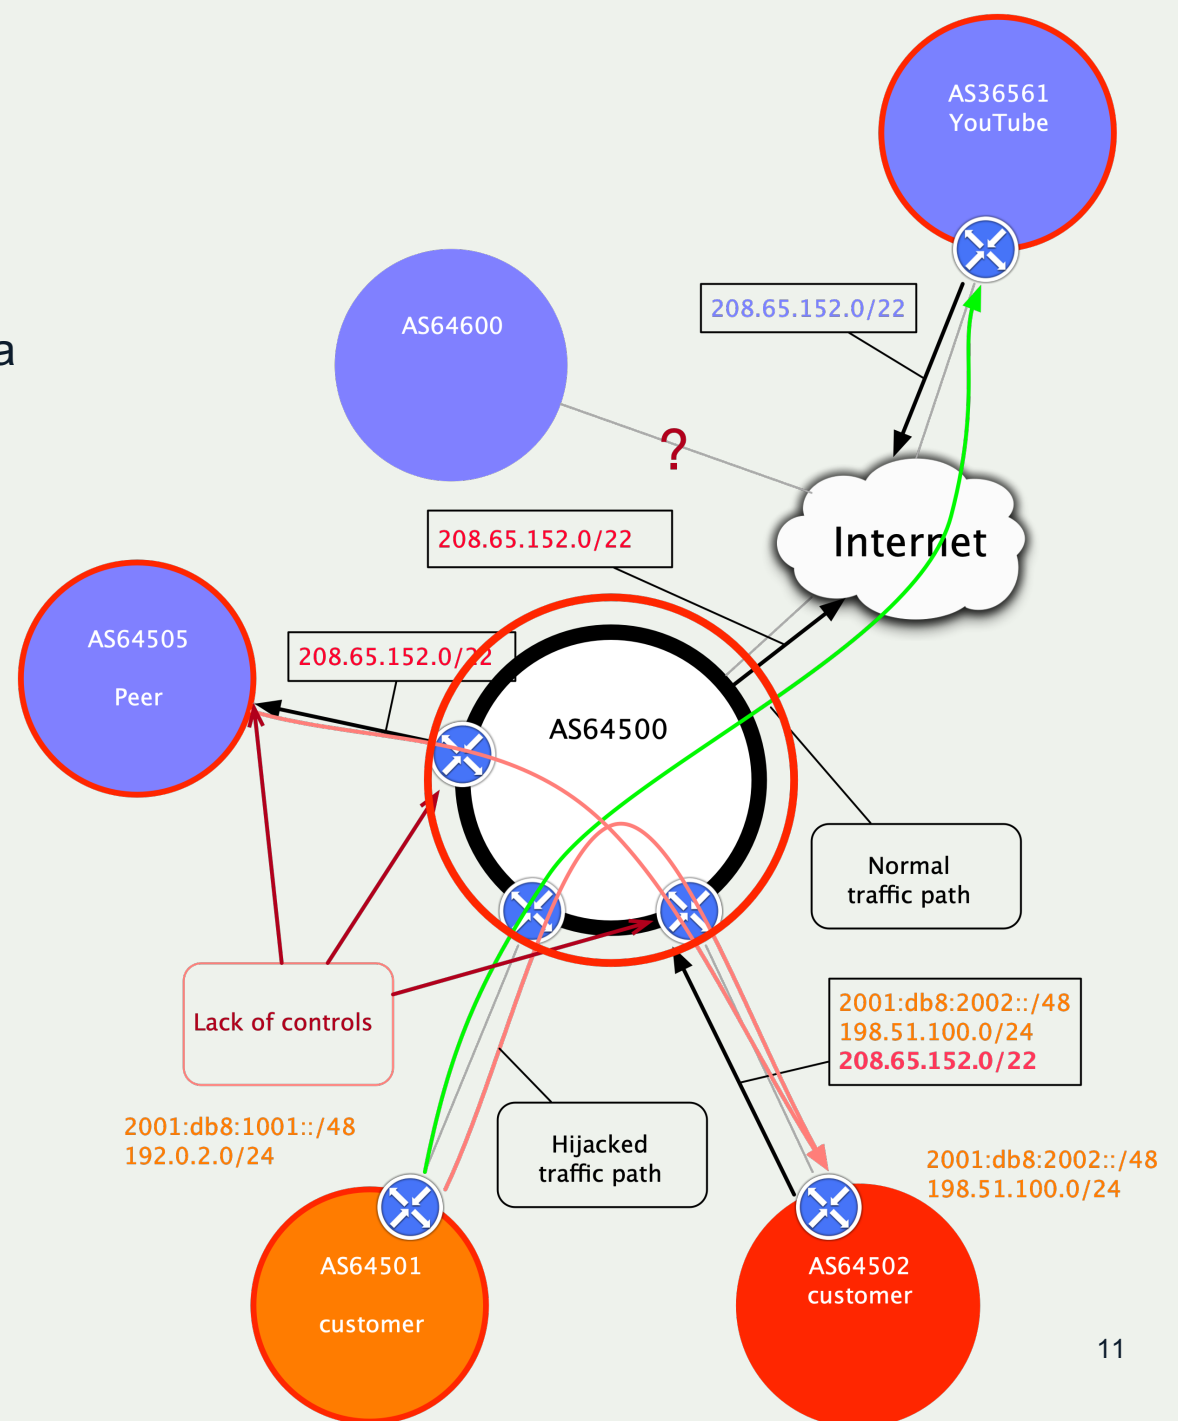 AS36561
YouTube
208.65.152.0/22
AS64600
a
?
208.65.152.0/22
Internet
AS64505
Peer
208.65.152.0/22
AS64500
Normal
traffic path
Lack of controls
2001:db8:2002::/48
198.51.100.0/24
208.65.152.0/22
2001:db8:1001::/48
192.0.2.0/24
Hijacked
traffic path
2001:db8:2002::/48
198.51.100.0/24
AS64501
customer
AS64502
customer
11